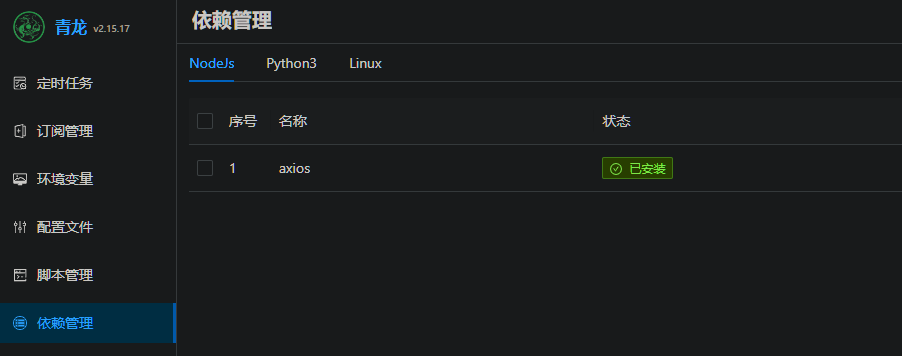 青龙 v2.15.17
依赖管理
NodeJs Python3 Linux
定时任务
订阅管理
环境变量
配置文件
脚本管理
依赖管理
序号 名称 状态
1 axios 已安装